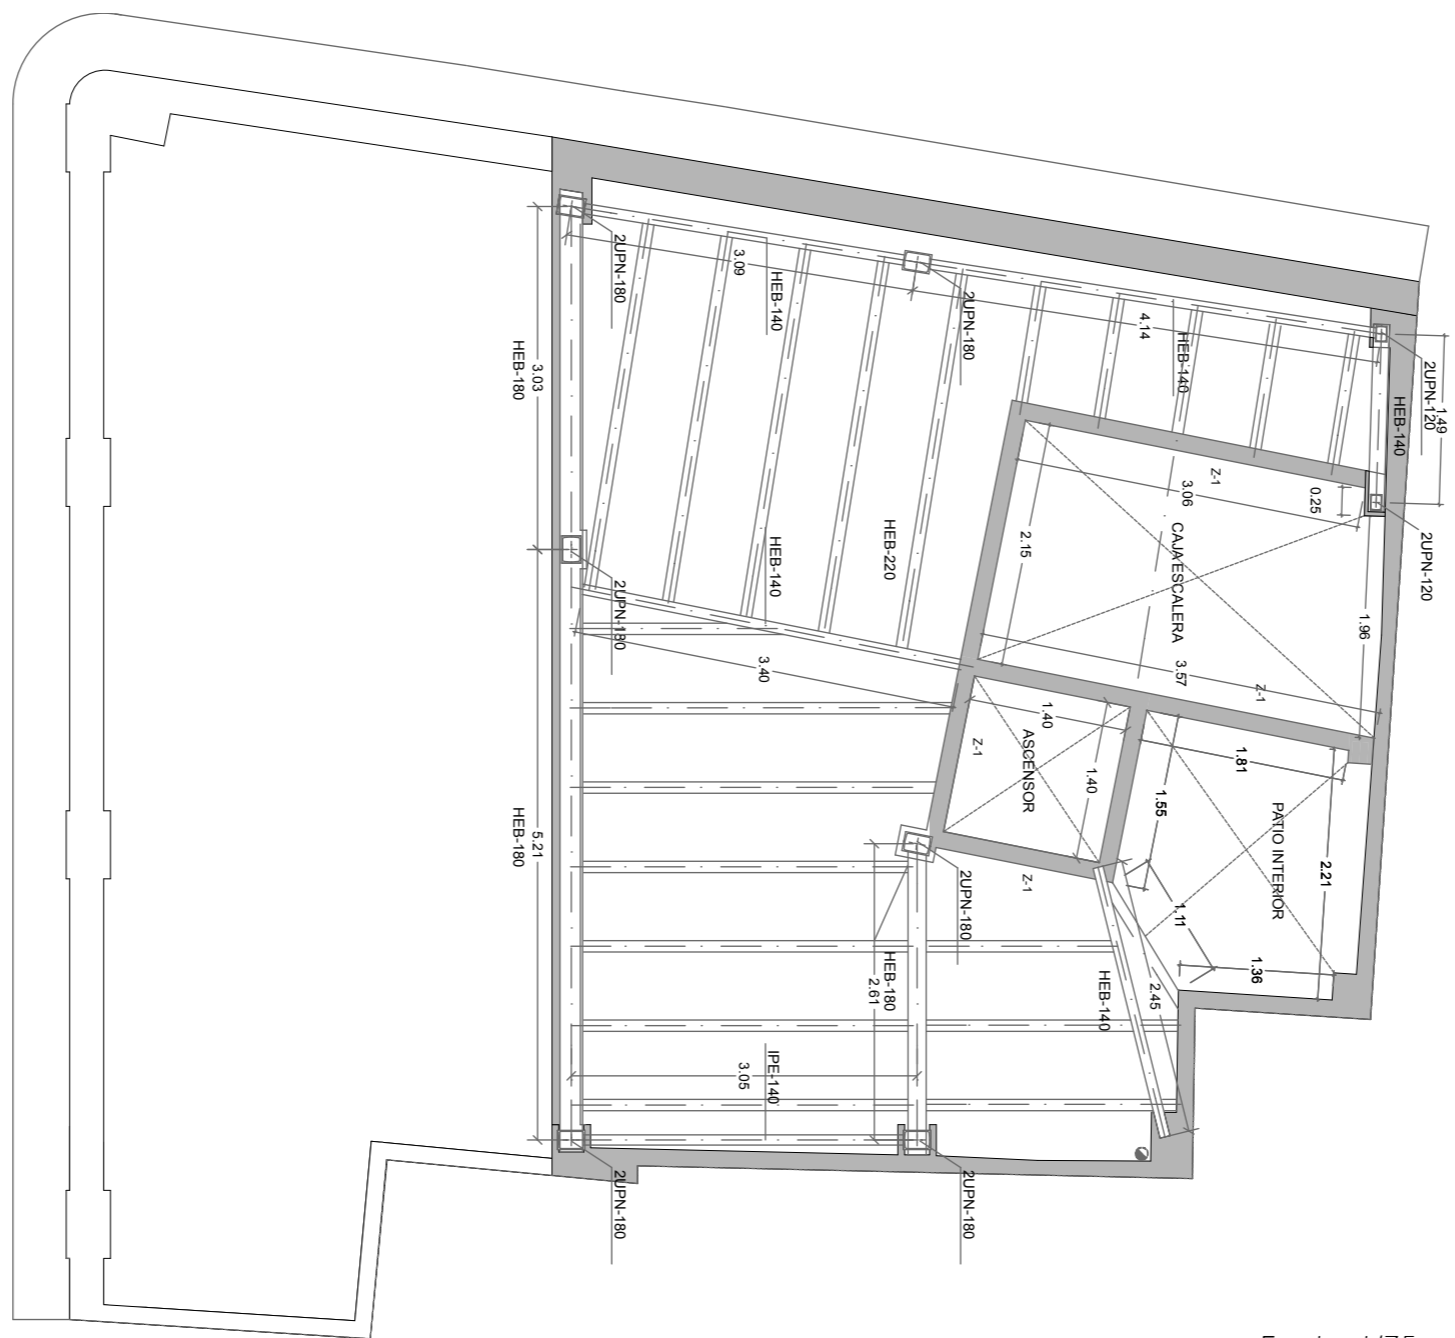 2UPN-180
3.09
HEB-140
2UPN-180
4.14
HEB-140
2UPN-120
1.49
HEB-140
3.03
HEB-180
Z-1
3.06
0.25
CAJA ESCALERA
2.15
HEB-220
HEB-140
2UPN-120
2UPN-180
1.96
3.57
Z-1
3.40
1.40
ASCENSOR
Z-1
1.40
1.81
1.55
PATIO INTERIOR
2.21
5.21
HEB-180
2UPN-180
Z-1
1.11
1.36
HEB-180
2.61
HEB-140
2.45
IPE-140
3.05
2UPN-180
2UPN-180